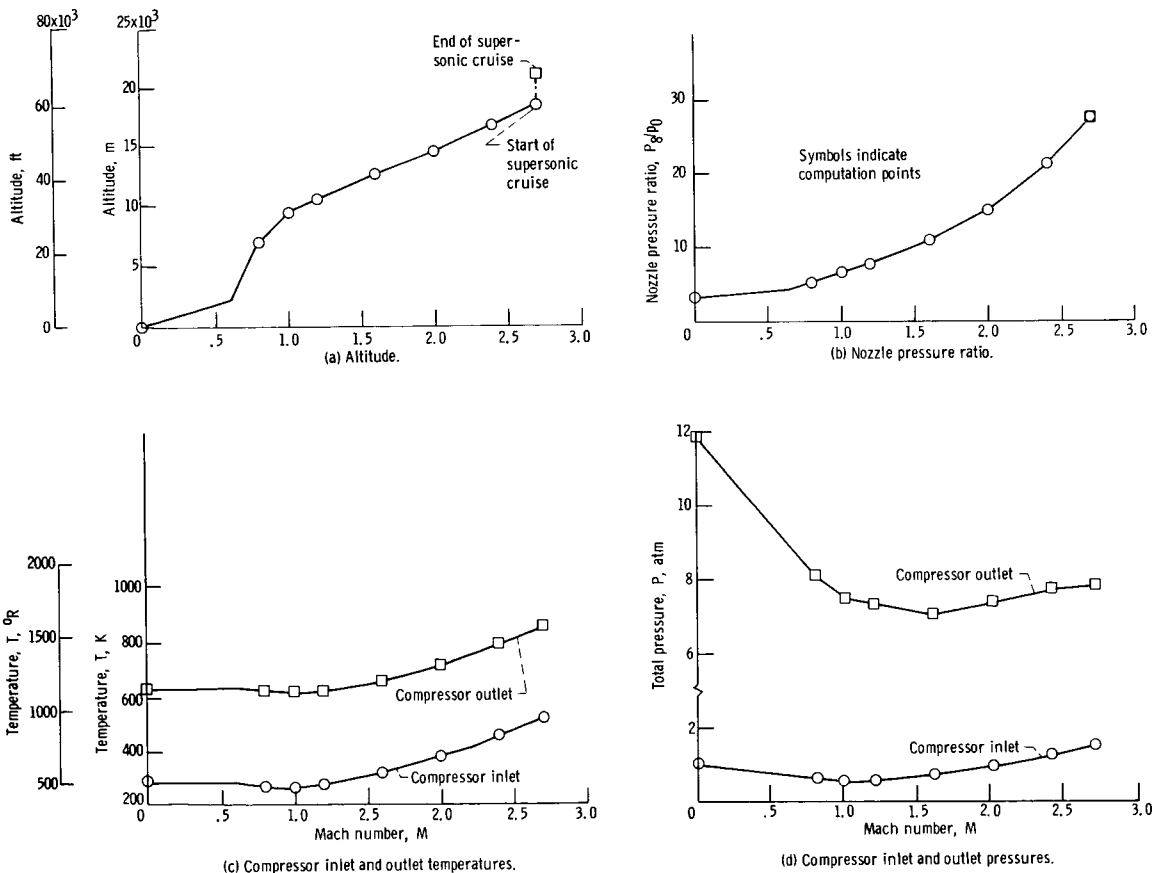 80x10³
60
40
20
0
Altitude, ft
25x10³
20
15
10
5
0
Altitude, m
End of super-
sonic cruise
Start of
supersonic
cruise
0 .5 1.0 1.5 2.0 2.5 3.0
(a) Altitude.
30
20
10
Nozzle pressure ratio, P₈/p₀
Symbols indicate
computation points
0 .5 1.0 1.5 2.0 2.5 3.0
(b) Nozzle pressure ratio.
2000
1500
1000
500
Temperature, T, °R
1000
800
600
400
200
Temperature, T, K
Compressor outlet
Compressor inlet
0 .5 1.0 1.5 2.0 2.5 3.0
Mach number, M
(c) Compressor inlet and outlet temperatures.
12
10
8
6
2
Total pressure, P, atm
Compressor outlet
Compressor inlet
0 .5 1.0 1.5 2.0 2.5 3.0
Mach number, M
(d) Compressor inlet and outlet pressures.